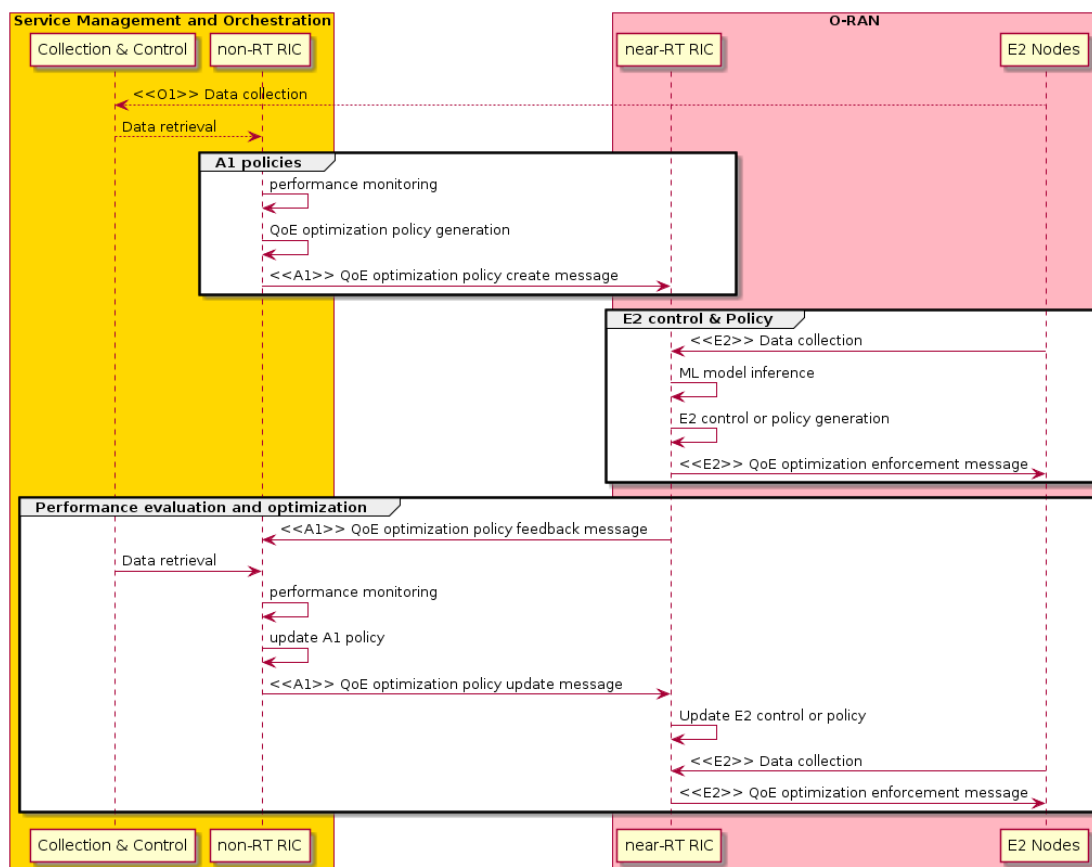 Service Management and Orchestration
O-RAN
Collection & Control
non-RT RIC
near-RT RIC
E2 Nodes
<<O1>> Data collection
Data retrieval
A1 policies
performance monitoring
QoE optimization policy generation
<<A1>> QoE optimization policy create message
E2 control & Policy
<<E2>> Data collection
ML model inference
E2 control or policy generation
<<E2>> QoE optimization enforcement message
Performance evaluation and optimization
<<A1>> QoE optimization policy feedback message
Data retrieval
performance monitoring
update A1 policy
<<A1>> QoE optimization policy update message
Update E2 control or policy
<<E2>> Data collection
<<E2>> QoE optimization enforcement message
Collection & Control
non-RT RIC
near-RT RIC
E2 Nodes